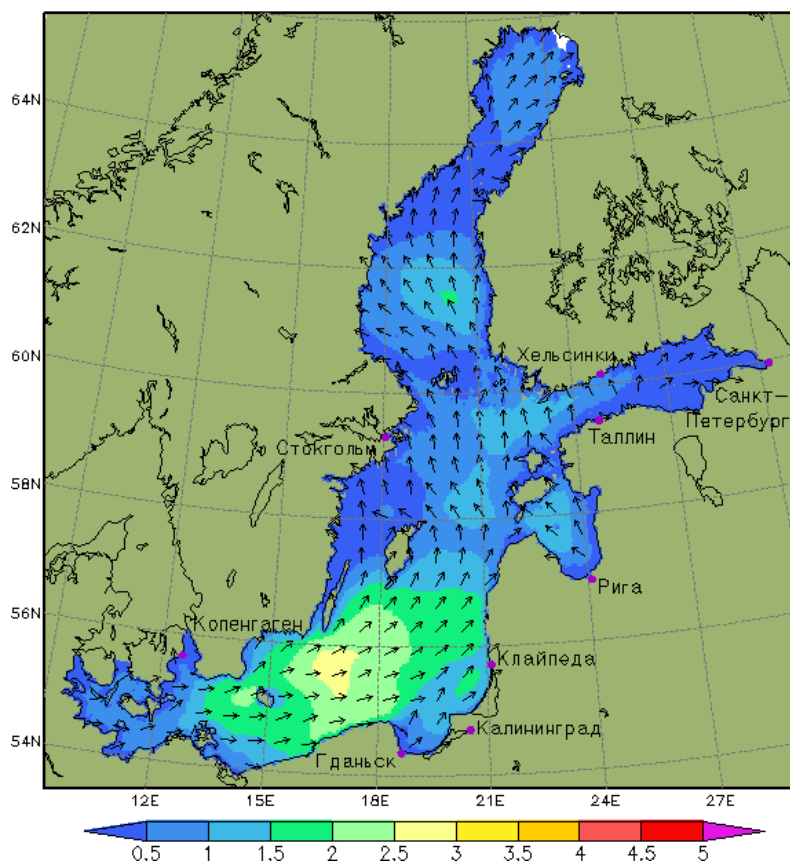 64N
62N
60N
Хельсинки
Санкт-
Петербург
Таллин
Стокгольм
58N
Рига
56N
Копенгаген
Клайпеда
Калининград
54N
Гданьск
12E 15E 18E 21E 24E 27E
0.5 1 1.5 2 2.5 3 3.5 4 4.5 5